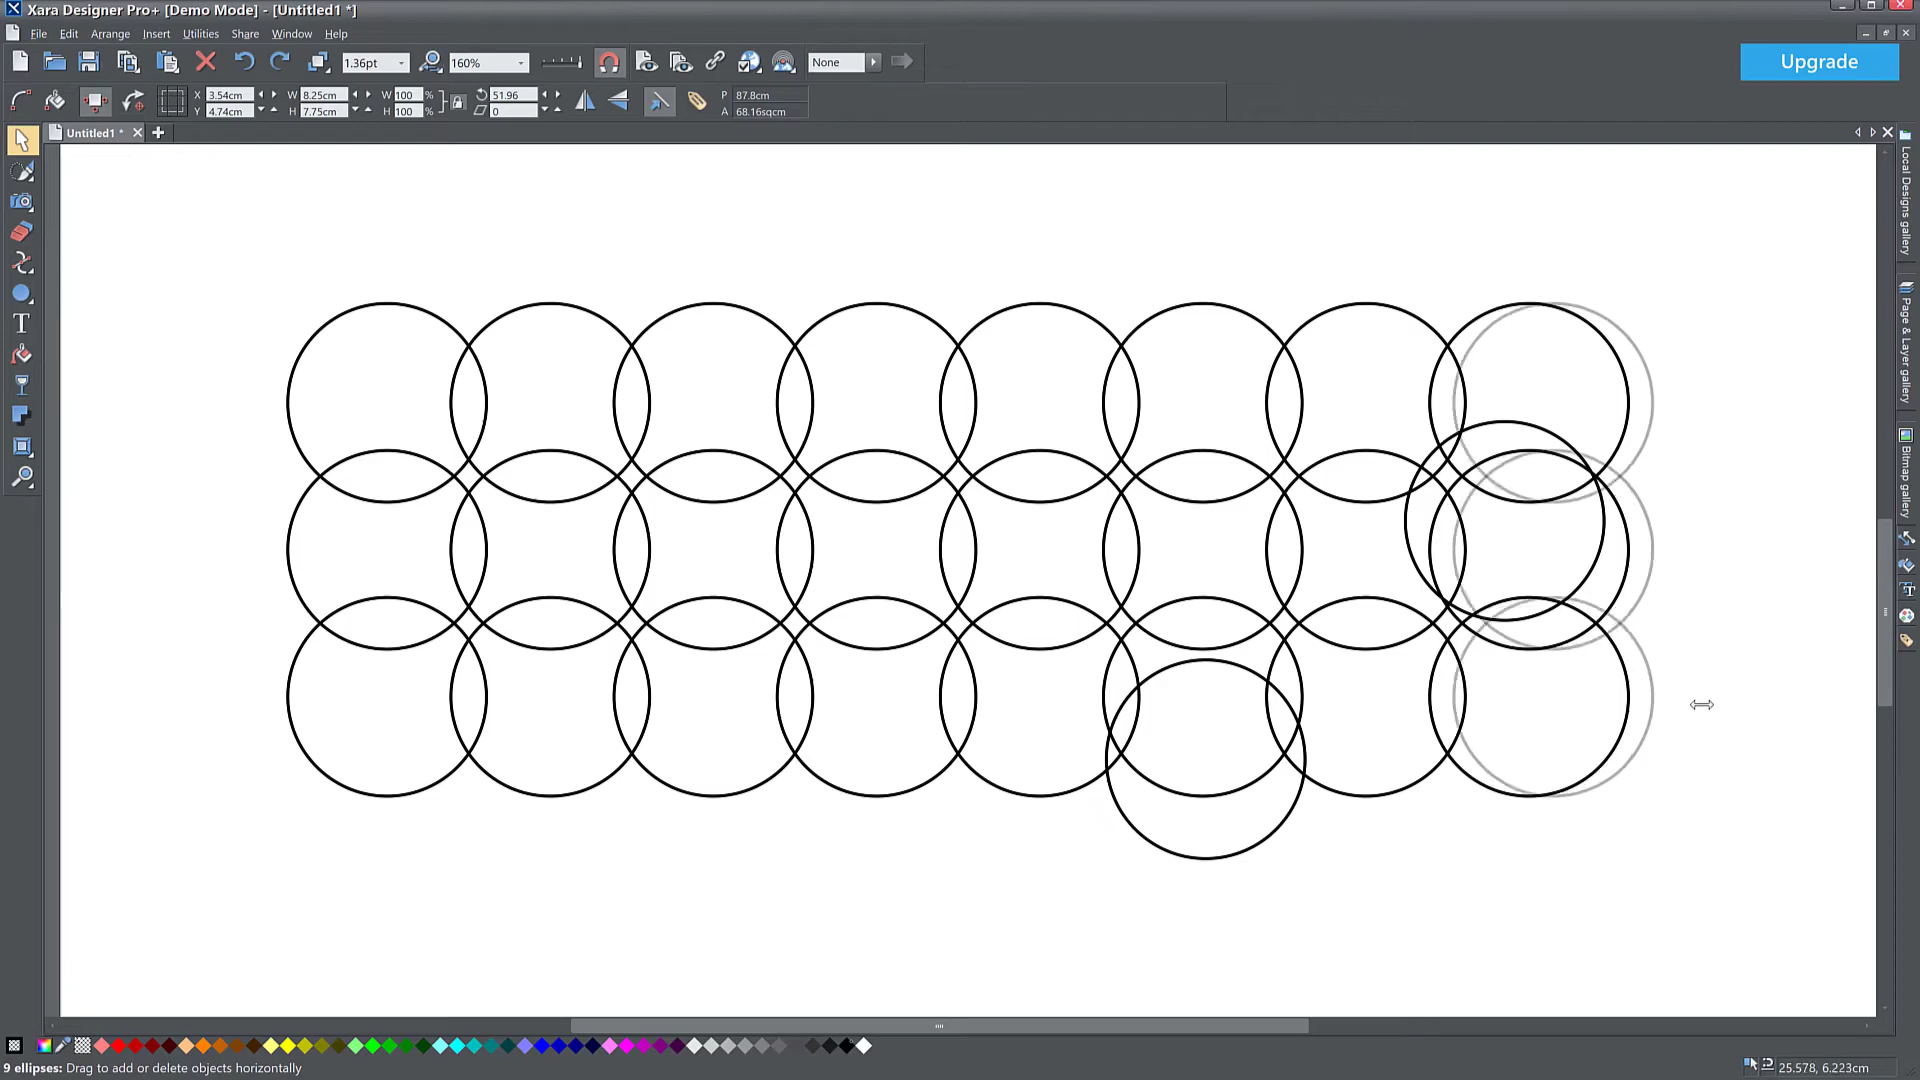 Xara Designer Pro+ [Demo Mode] - [Untitled1 *]
File Edit Arrange Insert Utilities Share Window Help
1.36pt 160% None Upgrade
X 3.54cm W 8.25cm W 100 % 51.96 P 87.8cm
Y 4.74cm H 7.75cm H 100 % 0 A 68.16sqcm
Untitled1 *
T
Local Designs gallery
Page & Layer gallery
Bitmap gallery
9 ellipses: Drag to add or delete objects horizontally 25.578, 6.223cm